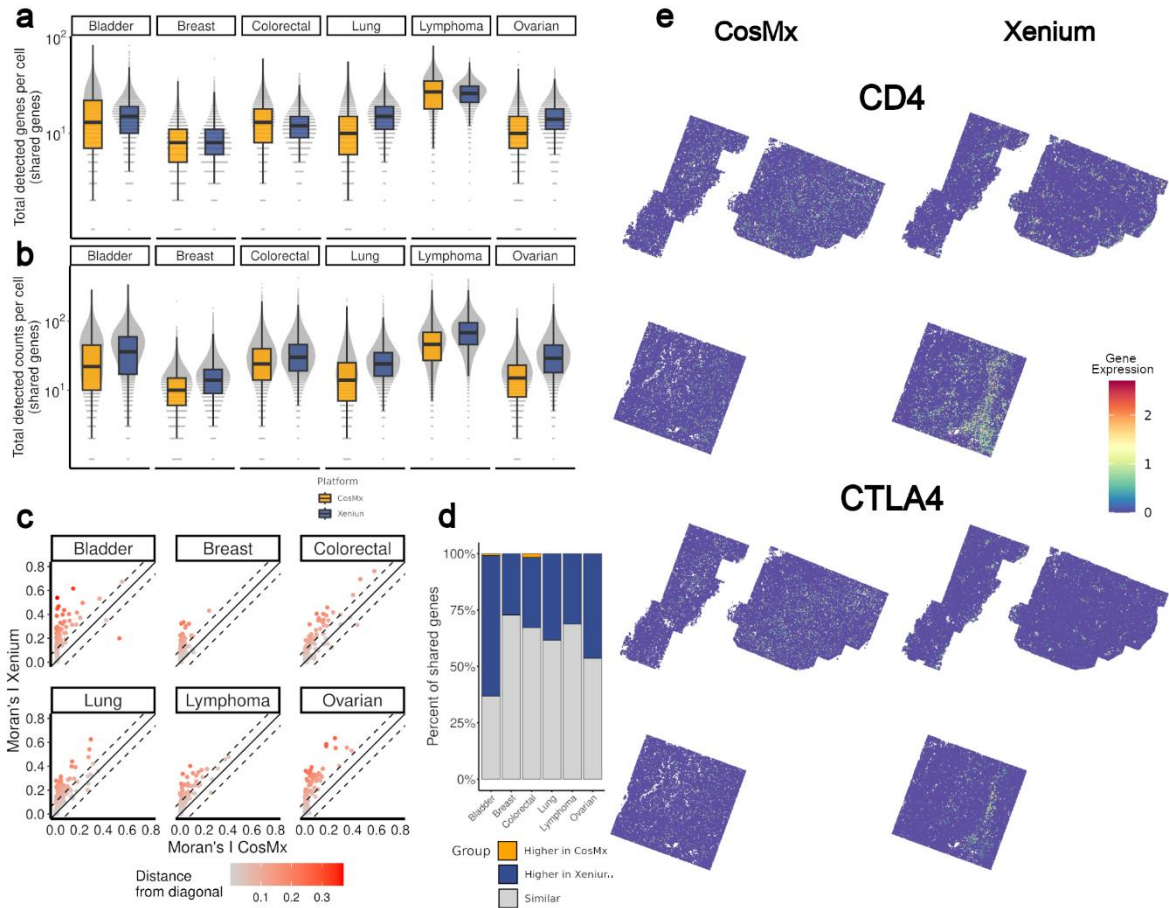 a
Bladder Breast Colorectal Lung Lymphoma Ovarian
Total detected genes per cell
(shared genes)
10²
10¹
b
Bladder Breast Colorectal Lung Lymphoma Ovarian
Total detected counts per cell
(shared genes)
10²
10¹
Platform
CosMx
Xeniun
c
Bladder Breast Colorectal
0.8
0.6
0.4
0.2
0.0
Lung Lymphoma Ovarian
0.8
0.6
0.4
0.2
0.0
Moran's I Xenium
0.0 0.2 0.4 0.6 0.8 0.0 0.2 0.4 0.6 0.8 0.0 0.2 0.4 0.6 0.8
Moran's I CosMx
Distance
from diagonal
0.1 0.2 0.3
d
Percent of shared genes
100%
75%
50%
25%
0%
Bladder
Breast
Colorectal
Lung
Lymphoma
Ovarian
Group
Higher in CosMx
Higher in Xeniur..
Similar
e
CosMx Xenium
CD4
Gene
Expression
2
1
0
CTLA4